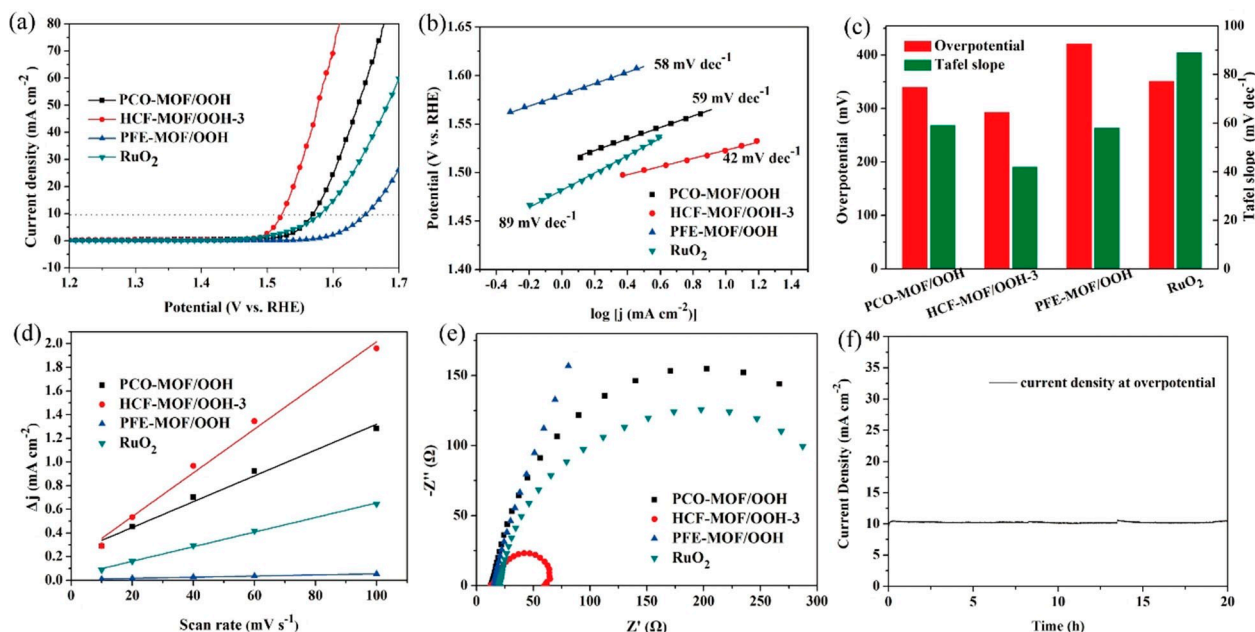 (a)
80
70
60
50
40
30
20
10
0
-10
Current density (mA cm-2)
PCO-MOF/OOH
HCF-MOF/OOH-3
PFE-MOF/OOH
RuO2
1.2 1.3 1.4 1.5 1.6 1.7
Potential (V vs. RHE)
(b)
1.65
1.60
1.55
1.50
1.45
1.40
Potential (V vs. RHE)
58 mV dec-1
59 mV dec-1
42 mV dec-1
89 mV dec-1
PCO-MOF/OOH
HCF-MOF/OOH-3
PFE-MOF/OOH
RuO2
-0.4 -0.2 0.0 0.2 0.4 0.6 0.8 1.0 1.2 1.4
log [j (mA cm-2)]
(c)
400
300
200
100
0
Overpotential (mV)
Overpotential
Tafel slope
100
80
60
40
20
0
Tafel slope (mV dec-1)
PCO-MOF/OOH
HCF-MOF/OOH-3
PFE-MOF/OOH
RuO2
(d)
2.0
1.8
1.6
1.4
1.2
1.0
0.8
0.6
0.4
0.2
0.0
Δj (mA cm-2)
PCO-MOF/OOH
HCF-MOF/OOH-3
PFE-MOF/OOH
RuO2
0 20 40 60 80 100
Scan rate (mV s-1)
(e)
150
100
50
0
-Z'' (Ω)
PCO-MOF/OOH
HCF-MOF/OOH-3
PFE-MOF/OOH
RuO2
0 50 100 150 200 250 300
Z' (Ω)
(f)
40
35
30
25
20
15
10
5
0
Current Density (mA cm-2)
current density at overpotential
0 5 10 15 20
Time (h)